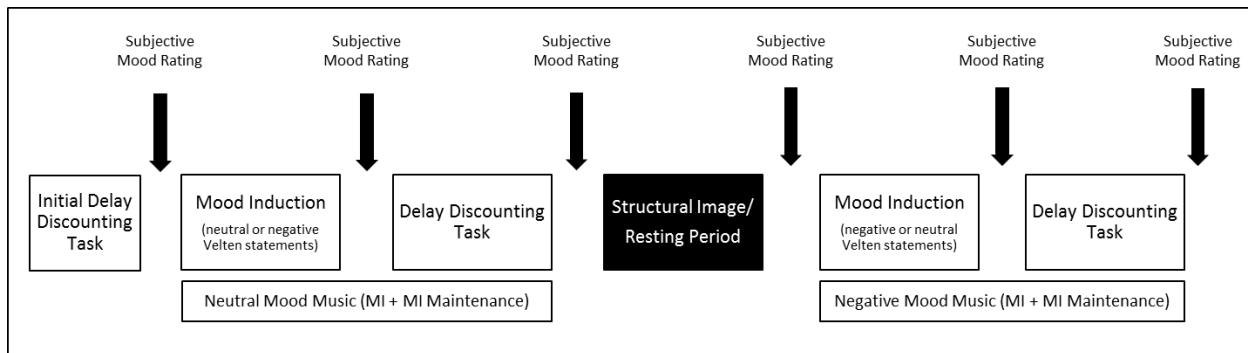 Subjective
Mood Rating
Subjective
Mood Rating
Subjective
Mood Rating
Subjective
Mood Rating
Subjective
Mood Rating
Subjective
Mood Rating
Initial Delay
Discounting
Task
Mood Induction
(neutral or negative
Velten statements)
Delay Discounting
Task
Structural Image/
Resting Period
Mood Induction
(negative or neutral
Velten statements)
Delay Discounting
Task
Neutral Mood Music (MI + MI Maintenance)
Negative Mood Music (MI + MI Maintenance)